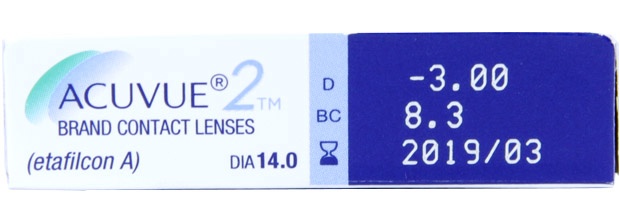 ACUVUE® 2™
BRAND CONTACT LENSES
(etafilcon A) DIA 14.0
D -3.00
BC 8.3
2019/03